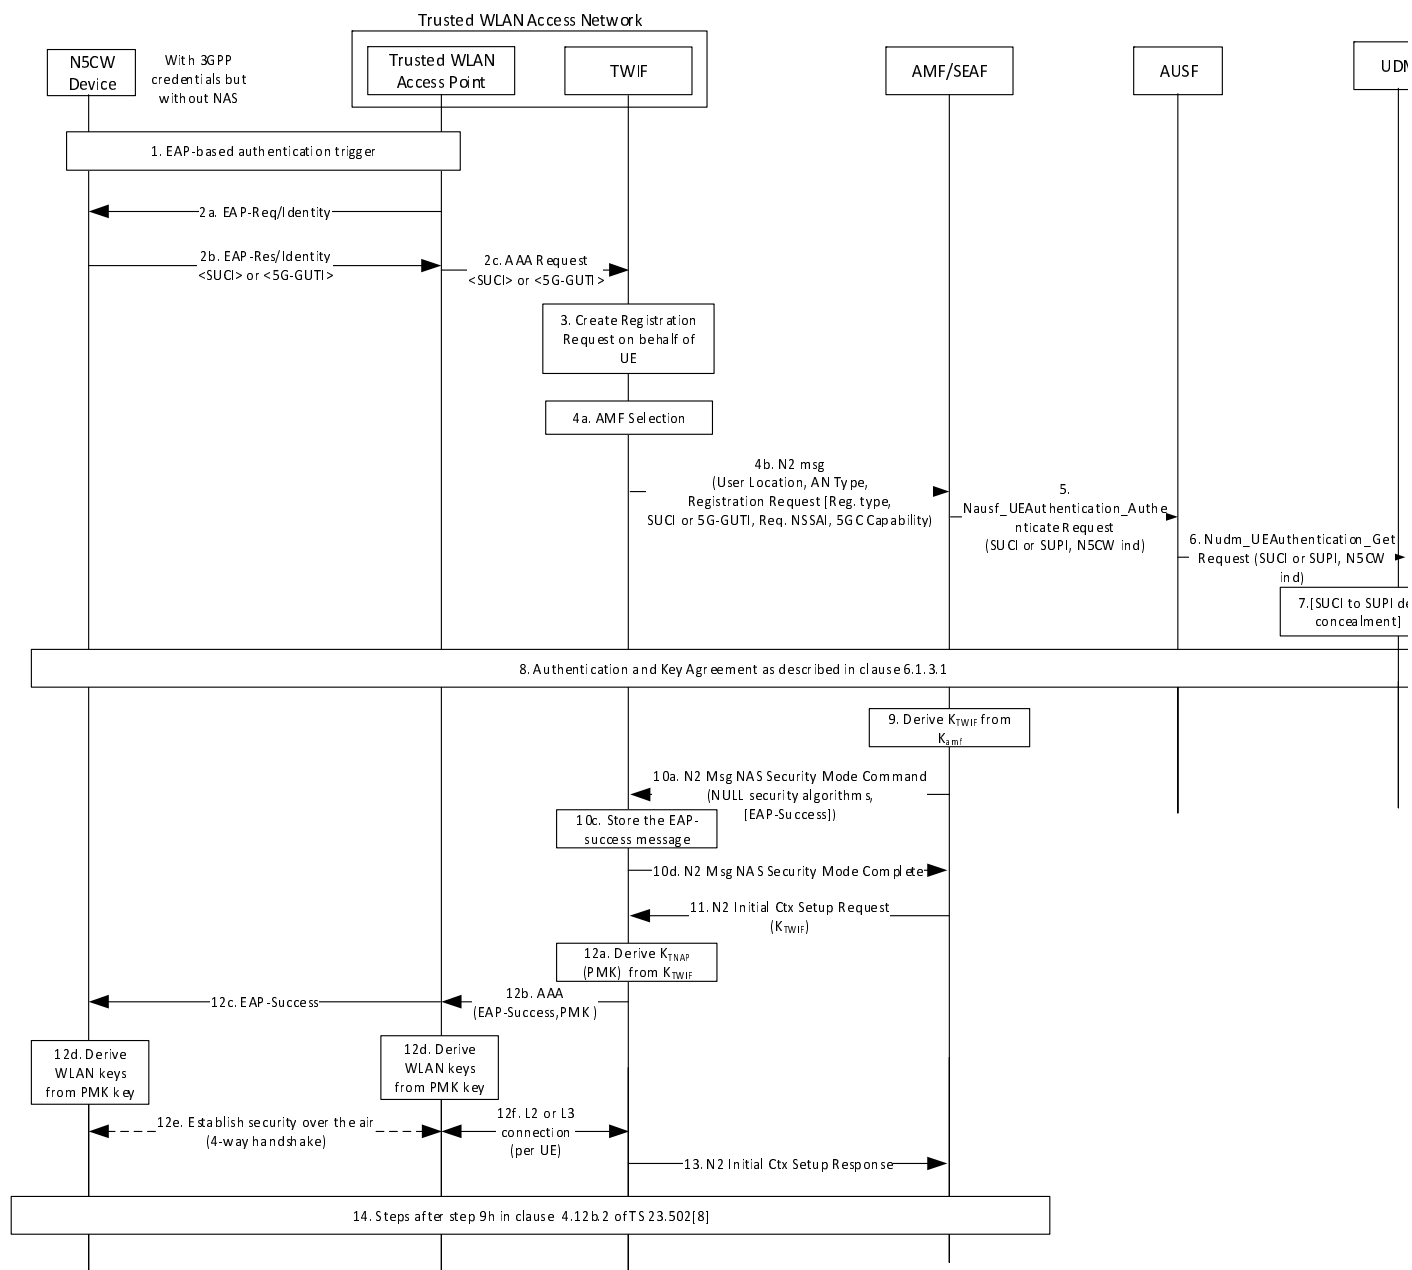 Trusted WLAN Access Network
N5CW
Device
With 3GPP
credentials but
without NAS
Trusted WLAN
Access Point
TWIF
AMF/SEAF
AUSF
1. EAP-based authentication trigger
2a. EAP-Req/Identity
2b. EAP-Res/Identity
<SUCI> or <5G-GUTI>
2c. AAA Request
<SUCI> or <5G-GUTI>
3. Create Registration
Request on behalf of
UE
4a. AMF Selection
4b. N2 msg
(User Location, AN Type,
Registration Request [Reg. type,
SUCI or 5G-GUTI, Req. NSSAI, 5GC Capability)
5.
Nausf_UEAuthentication_Authe
nticate Request
(SUCI or SUPI, N5CW ind)
6. Nudm_UEAuthentication_Get
Request (SUCI or SUPI, N5CW
ind)
7.[SUCI to SUPI de
concealment]
8. Authentication and Key Agreement as described in clause 6.1.3.1
9. Derive KTWIF from
Kamf
10a. N2 Msg NAS Security Mode Command
(NULL security algorithms,
[EAP-Success])
10c. Store the EAP-
success message
10d. N2 Msg NAS Security Mode Complete
11. N2 Initial Ctx Setup Request
(KTWIF)
12a. Derive KTNAP
(PMK) from KTWIF
12b. AAA
(EAP-Success,PMK )
12c. EAP-Success
12d. Derive
WLAN keys
from PMK key
12d. Derive
WLAN keys
from PMK key
12e. Establish security over the air
(4-way handshake)
12f. L2 or L3
connection
(per UE)
13. N2 Initial Ctx Setup Response
14. Steps after step 9h in clause 4.12b.2 of TS 23.502[8]